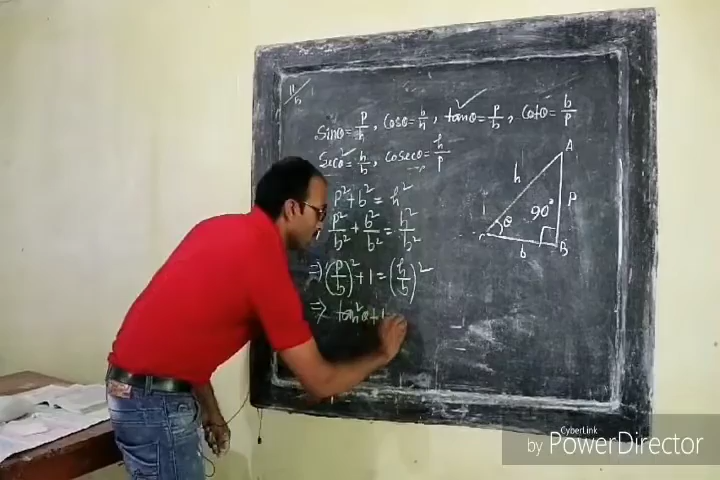 Sinθ = P/h, Cosθ = b/h, tanθ = P/b, Cotθ = b/P
Secθ = h/b, Cosecθ = h/P
P² + b² = h²
P²/b² + b²/b² = h²/b²
⇒ (P/b)² + 1 = (h/b)²
⇒ tan²θ + 1
A
h
P
θ
90°
b
B
CyberLink
by PowerDirector